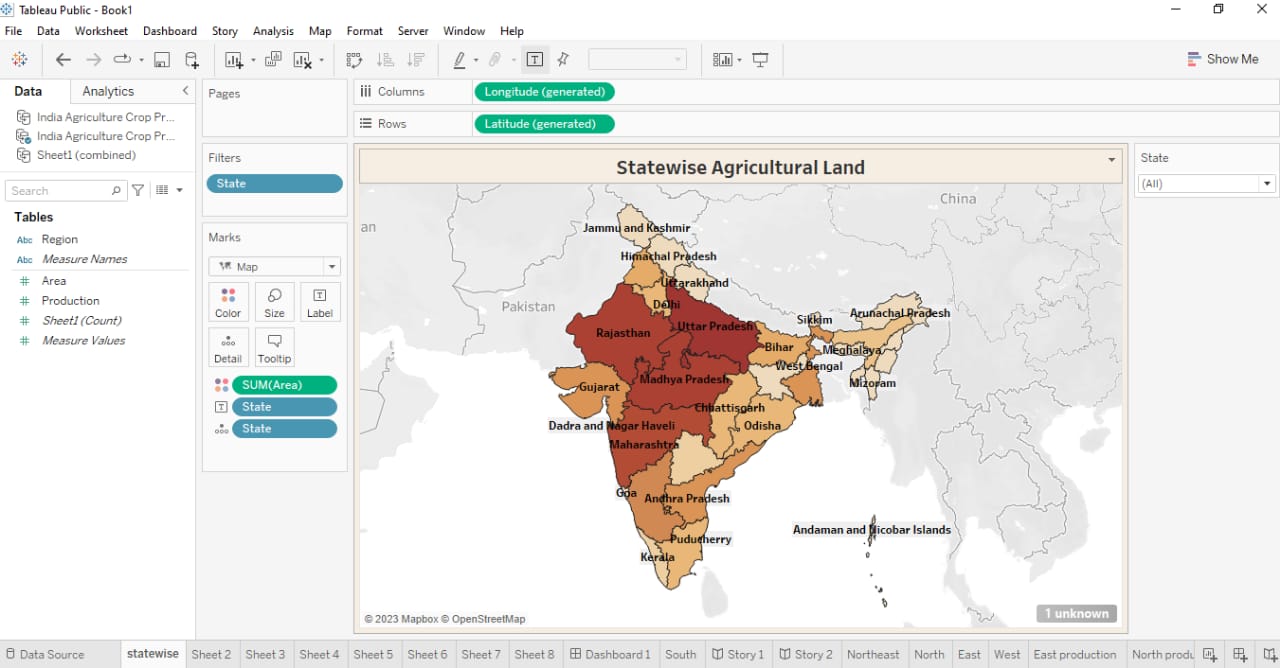 Tableau Public - Book1
File Data Worksheet Dashboard Story Analysis Map Format Server Window Help
Show Me
Data Analytics
India Agriculture Crop Pr...
India Agriculture Crop Pr...
Sheet1 (combined)
Search
Tables
Abc Region
Abc Measure Names
Area
Production
Sheet1 (Count)
Measure Values
Pages
Filters
State
Marks
Map
Color Size Label
Detail Tooltip
SUM(Area)
State
State
Columns Longitude (generated)
Rows Latitude (generated)
Statewise Agricultural Land
an
China
Jammu and Kashmir
Himachal Pradesh
Uttarakhand
Pakistan
Delhi
Arunachal Pradesh
Sikkim
Rajasthan
Uttar Pradesh
Bihar
Meghalaya
West Bengal
Madhya Pradesh
Mizoram
Gujarat
Chhattisgarh
Dadra and Nagar Haveli
Odisha
Maharashtra
Goa
Andhra Pradesh
Andaman and Nicobar Islands
Puducherry
Kerala
© 2023 Mapbox © OpenStreetMap
1 unknown
State
(All)
Data Source statewise Sheet 2 Sheet 3 Sheet 4 Sheet 5 Sheet 6 Sheet 7 Sheet 8 Dashboard 1 South Story 1 Story 2 Northeast North East West East production North produ